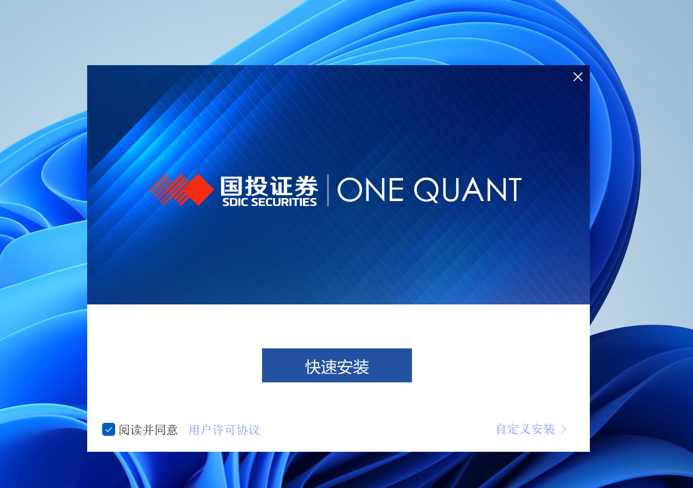 国投证券 ONE QUANT
SDIC SECURITIES
快速安装
阅读并同意 用户许可协议
自定义安装